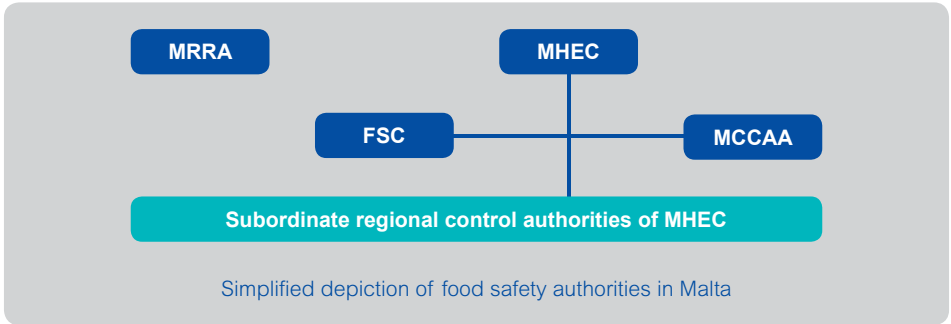 MRRA
MHEC
FSC
MCCAA
Subordinate regional control authorities of MHEC
Simplified depiction of food safety authorities in Malta